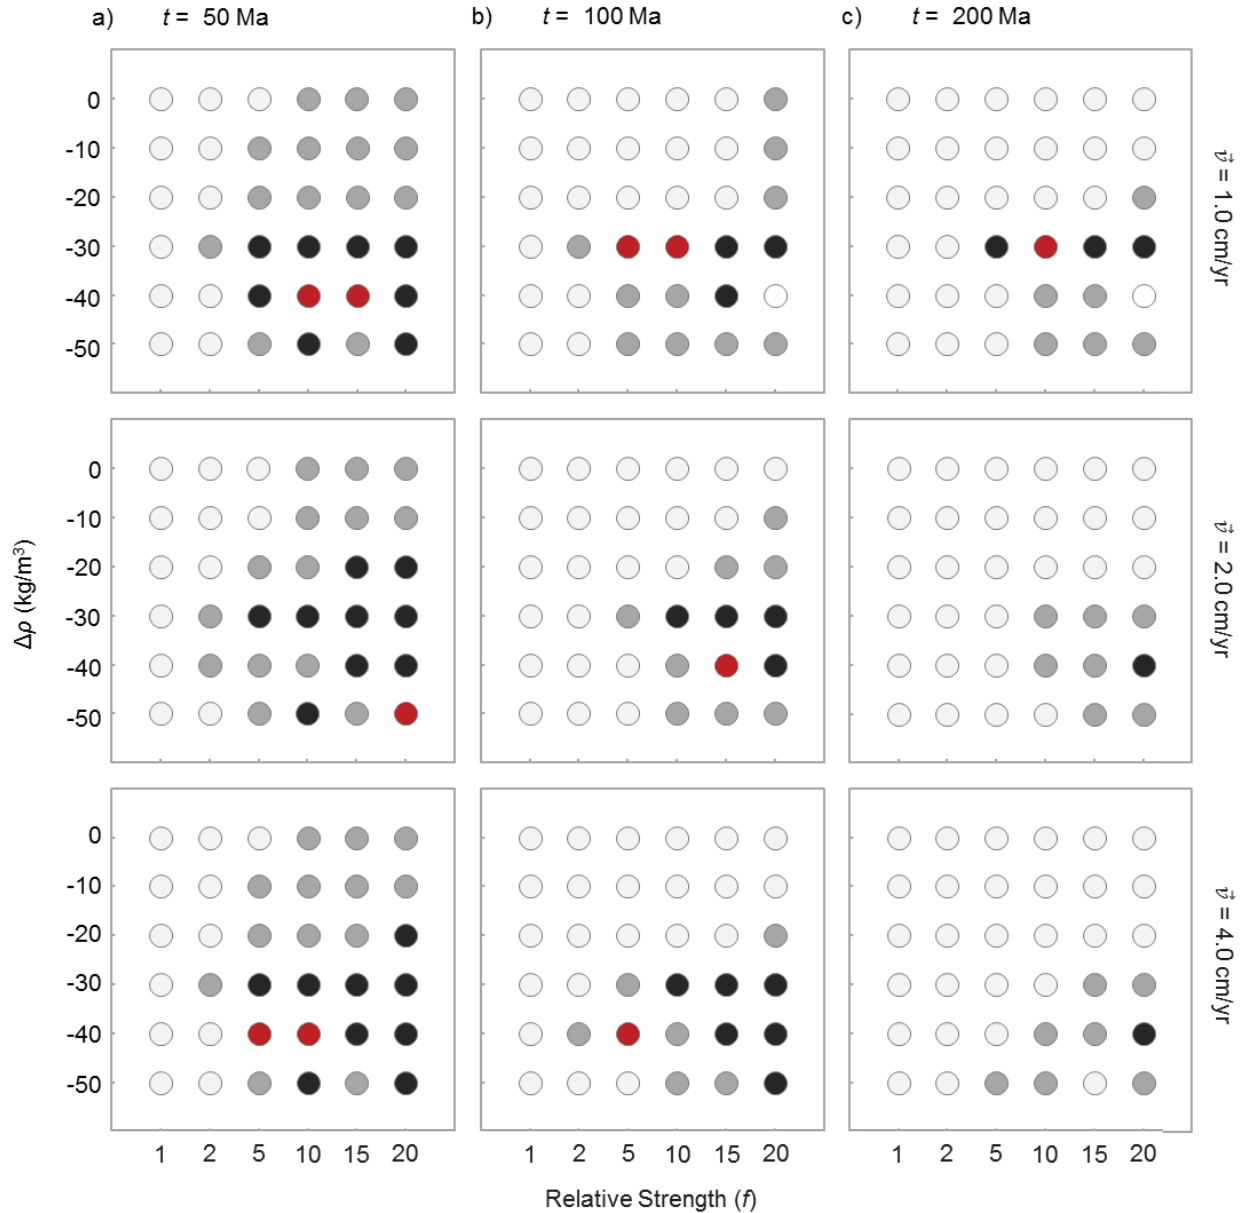 a) t = 50 Ma
b) t = 100 Ma
c) t = 200 Ma
0
-10
-20
-30
-40
-50
v⃗ = 1.0 cm/yr
0
-10
-20
-30
-40
-50
v⃗ = 2.0 cm/yr
Δρ (kg/m³)
0
-10
-20
-30
-40
-50
v⃗ = 4.0 cm/yr
1 2 5 10 15 20
1 2 5 10 15 20
1 2 5 10 15 20
Relative Strength (f)